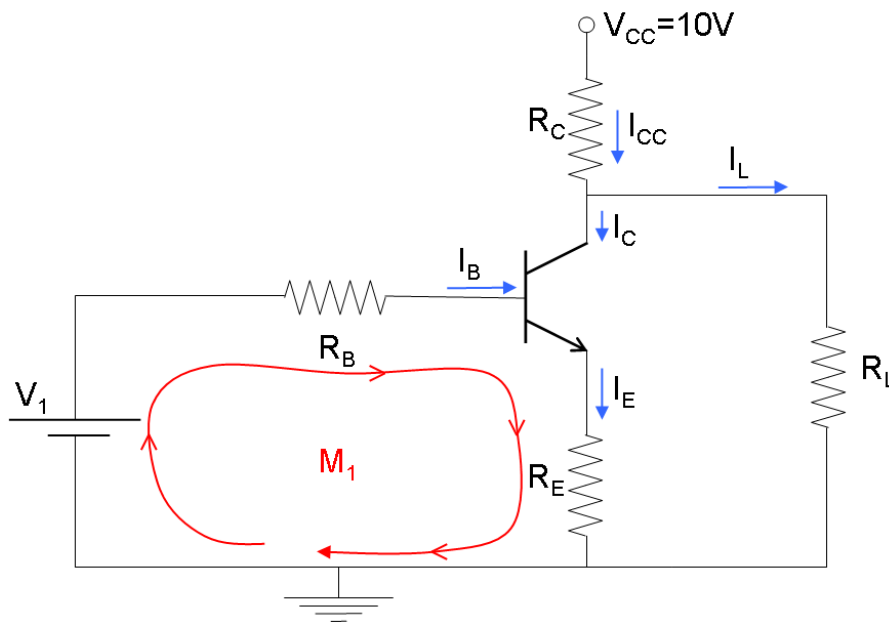 V_CC=10V
R_C
I_CC
I_L
I_C
I_B
R_B
V_1
I_E
R_L
M_1
R_E